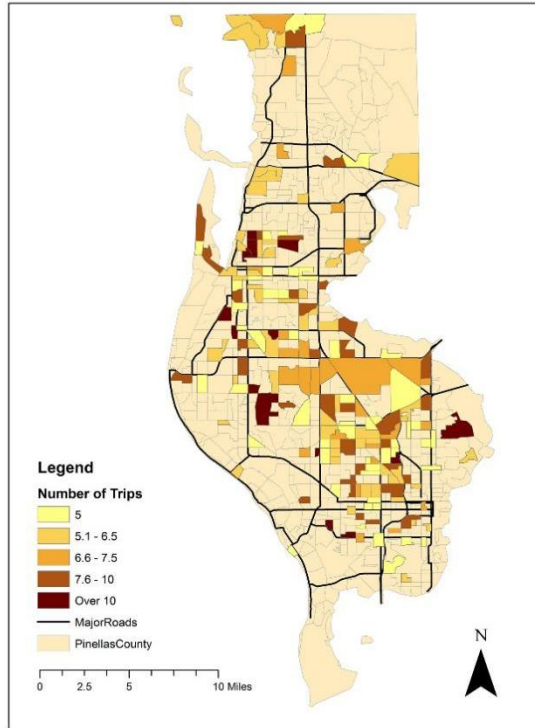 Legend
Number of Trips
5
5.1 - 6.5
6.6 - 7.5
7.6 - 10
Over 10
MajorRoads
PinellasCounty
0 2.5 5 10 Miles
N